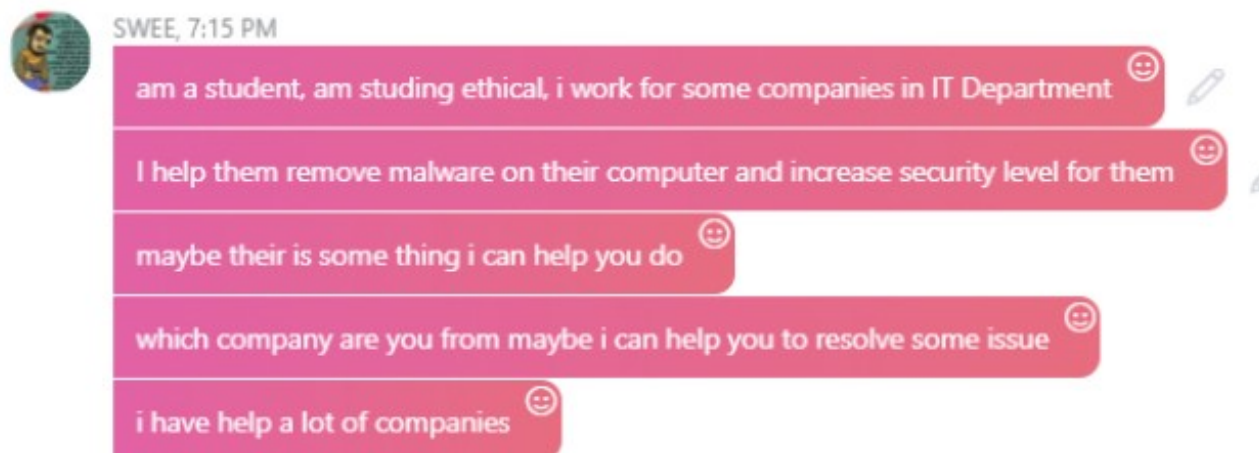 SWEE, 7:15 PM
am a student, am studing ethical, i work for some companies in IT Department
I help them remove malware on their computer and increase security level for them
maybe their is some thing i can help you do
which company are you from maybe i can help you to resolve some issue
i have help a lot of companies